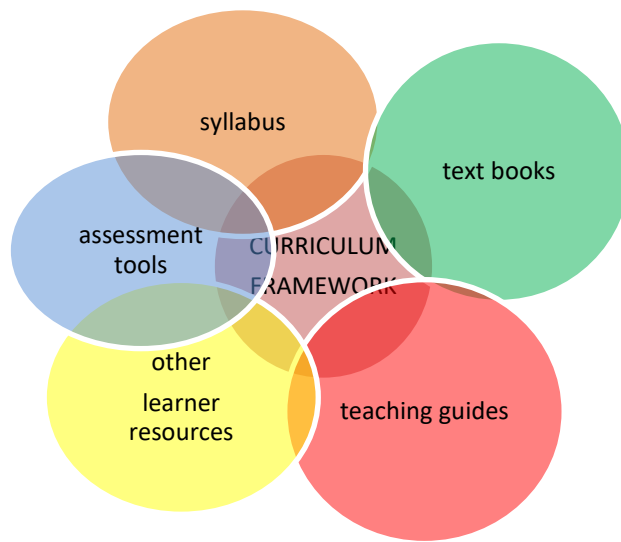 syllabus
text books
assessment
tools
CURRICULUM
FRAMEWORK
other
learner
resources
teaching guides